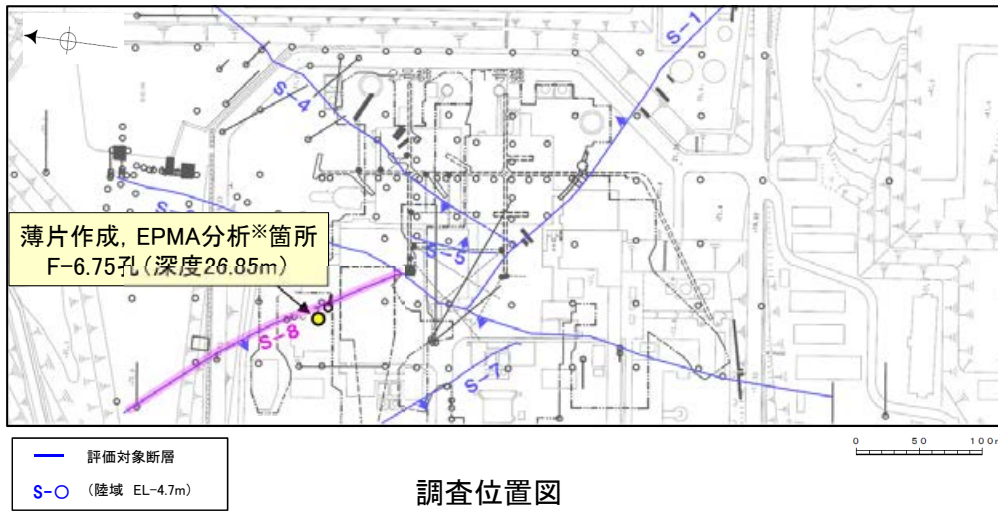 S-1
S-4
薄片作成, EPMA分析※箇所
F-6.75孔(深度26.85m)
S-5
S-8
S-7
評価対象断層
S-○ (陸域 EL-4.7m)
調査位置図
0 50 100m